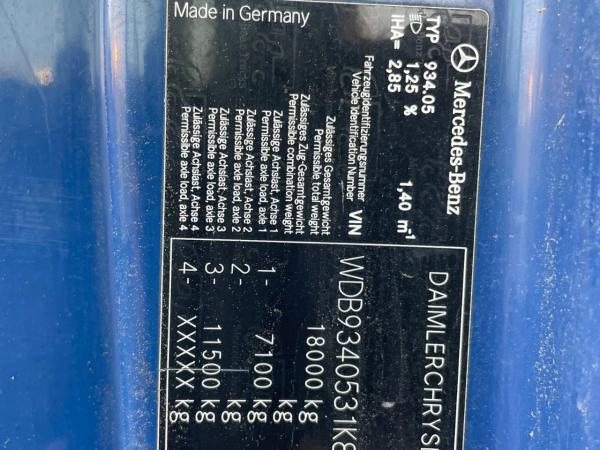 Mercedes-Benz DAIMLERCHRYS
TYP 934.05
1,25 % 1,40 m⁻¹
iHA= 2,85
Fahrzeugidentifizierungsnummer
Vehicle Identification Number VIN WDB9340531K
Zulässiges Gesamtgewicht
Permissible total weight 18000 kg
Zulässiges Zug-Gesamtgewicht
Permissible combination weight kg
Zulässige Achslast, Achse 1
Permissible axle load, axle 1 1- 7100 kg
Zulässige Achslast, Achse 2
Permissible axle load, axle 2 2- kg
Zulässige Achslast, Achse 3
Permissible axle load, axle 3 3- 11500 kg
Zulässige Achslast, Achse 4
Permissible axle load, axle 4 4- XXXXX kg
Made in Germany